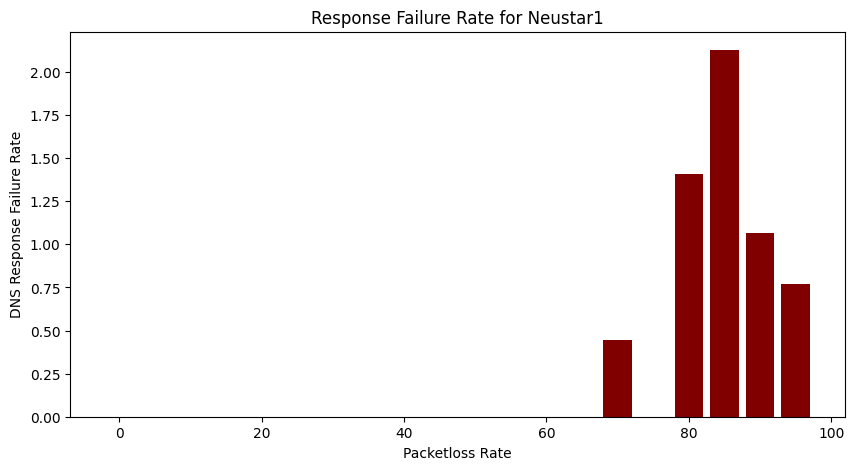 Response Failure Rate for Neustar1
DNS Response Failure Rate
2.00
1.75
1.50
1.25
1.00
0.75
0.50
0.25
0.00
0 20 40 60 80 100
Packetloss Rate